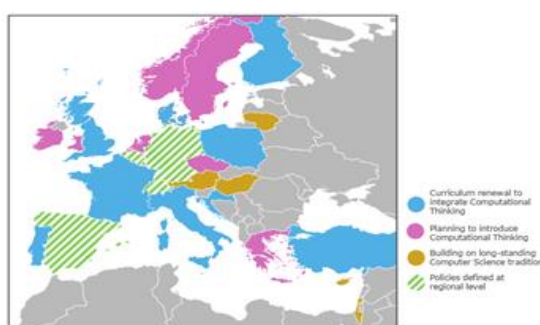 Curriculum renewal to
integrate Computational
Thinking
Planning to introduce
Computational Thinking
Building on long-standing
Computer Science tradition
Policies defined at
regional level